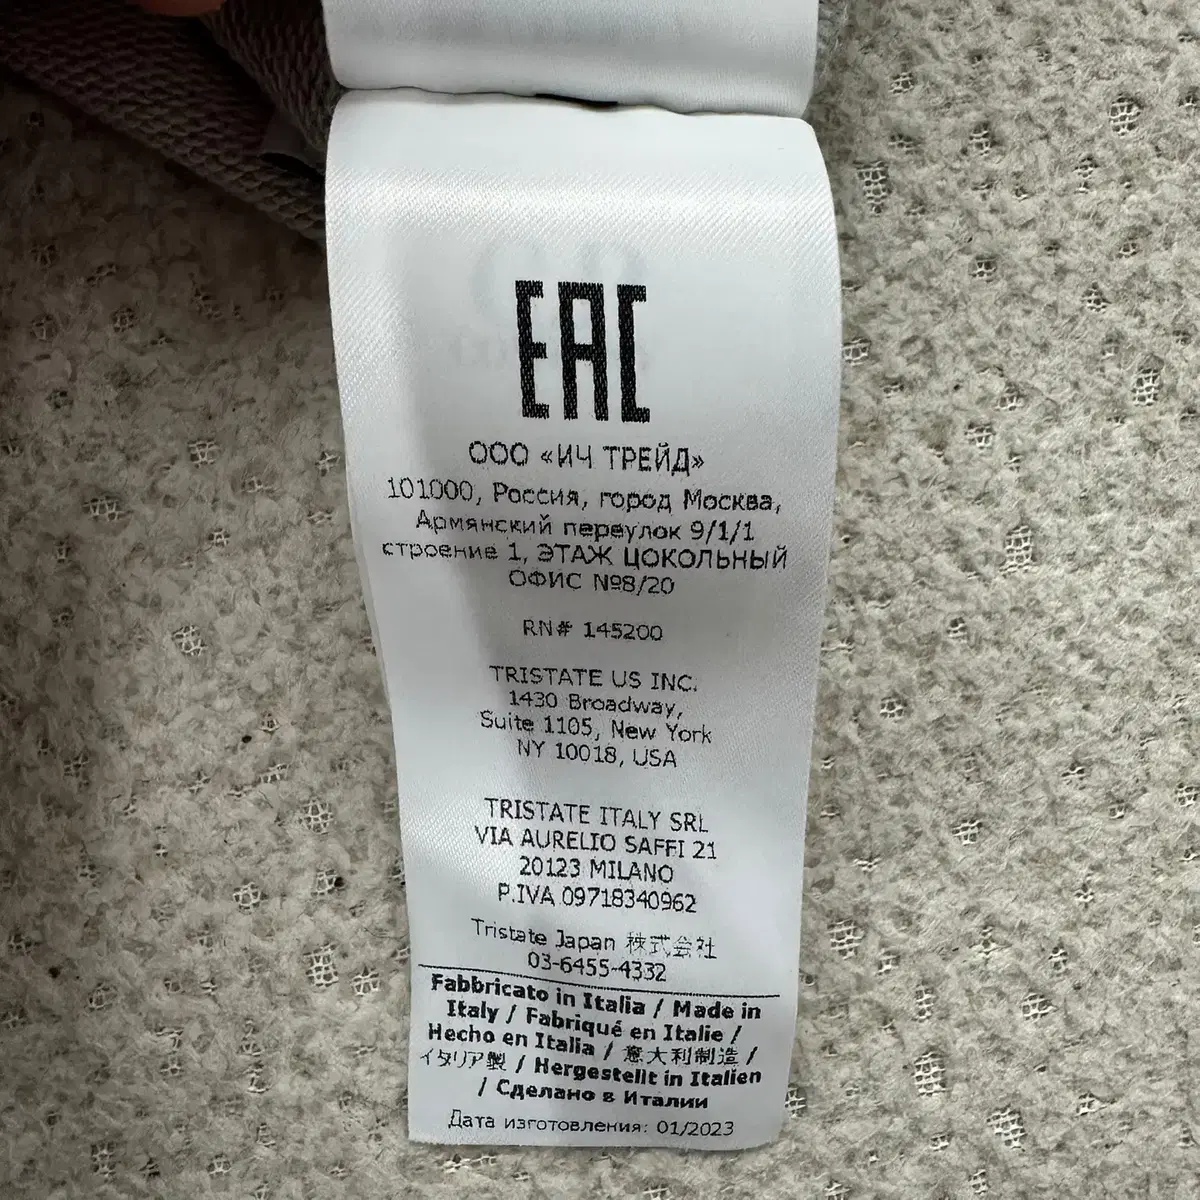 EAC
ООО «ИЧ ТРЕЙД»
101000, Россия, город Москва,
Армянский переулок 9/1/1
строение 1, ЭТАЖ ЦОКОЛЬНЫЙ
ОФИС №8/20
RN# 145200
TRISTATE US INC.
1430 Broadway,
Suite 1105, New York
NY 10018, USA
TRISTATE ITALY SRL
VIA AURELIO SAFFI 21
20123 MILANO
P.IVA 09718340962
Tristate Japan 株式会社
03-6455-4332
Fabbricato in Italia / Made in
Italy / Fabriqué en Italie /
Hecho en Italia / 意大利制造 /
イタリア製 / Hergestellt in Italien
/ Сделано в Италии
Дата изготовления: 01/2023